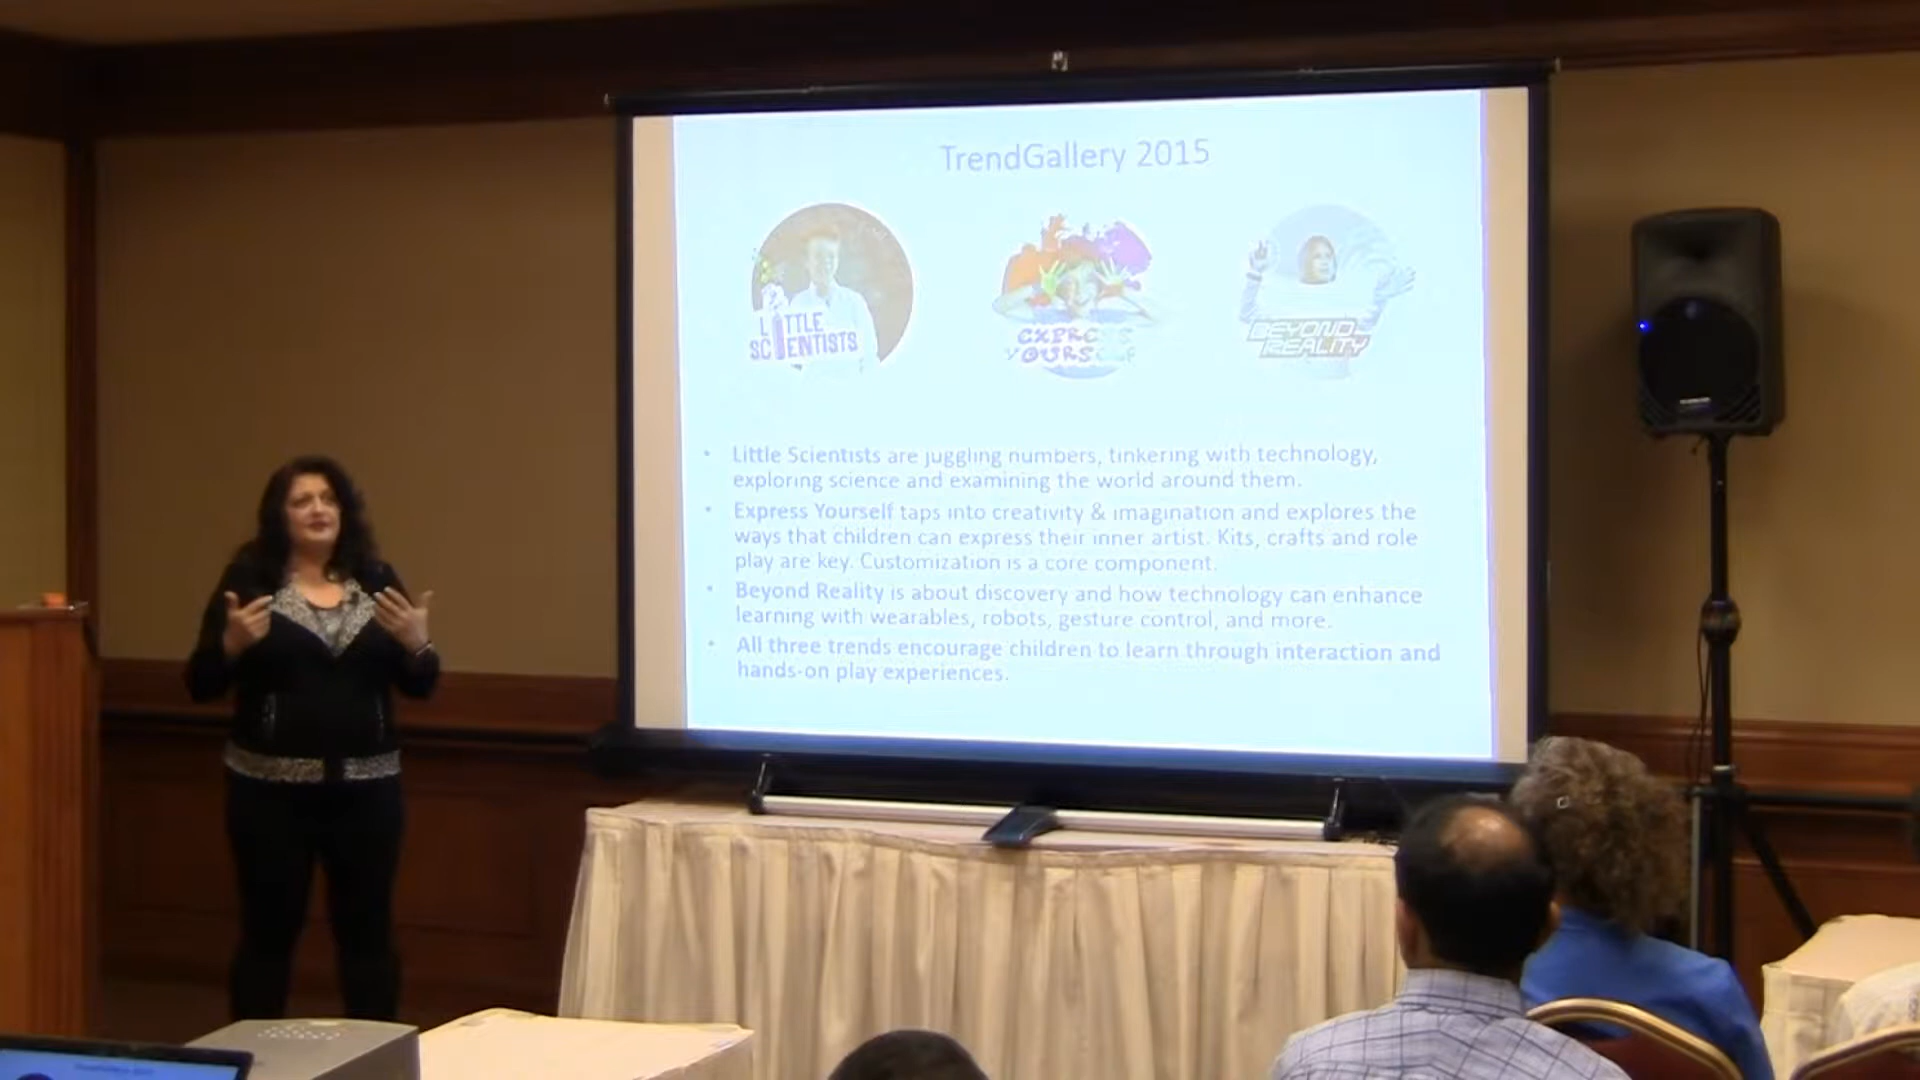 TrendGallery 2015
LITTLE
SCIENTISTS
EXPRESS
YOURSELF
BEYOND
REALITY
• Little Scientists are juggling numbers, tinkering with technology,
exploring science and examining the world around them.
• Express Yourself taps into creativity & imagination and explores the
ways that children can express their inner artist. Kits, crafts and role
play are key. Customization is a core component.
• Beyond Reality is about discovery and how technology can enhance
learning with wearables, robots, gesture control, and more.
• All three trends encourage children to learn through interaction and
hands-on play experiences.